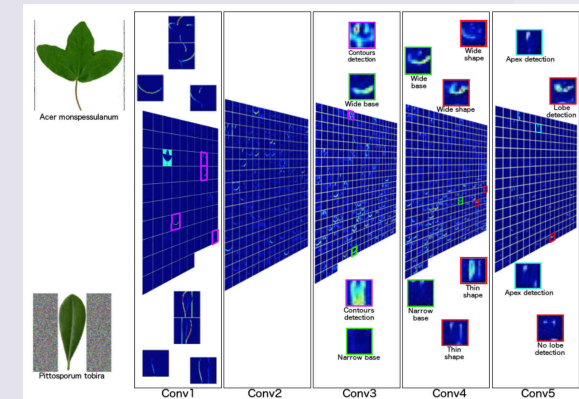 Acer monspessulanum
Pittosporum tobira
Conv1
Conv2
Contours
detection
Wide base
Contours
detection
Narrow base
Conv3
Wide
shape
Wide
base
Wide shape
Thin
shape
Narrow
base
Thin
shape
Conv4
Apex detection
Lobe
detection
Apex detection
No lobe
detection
Conv5